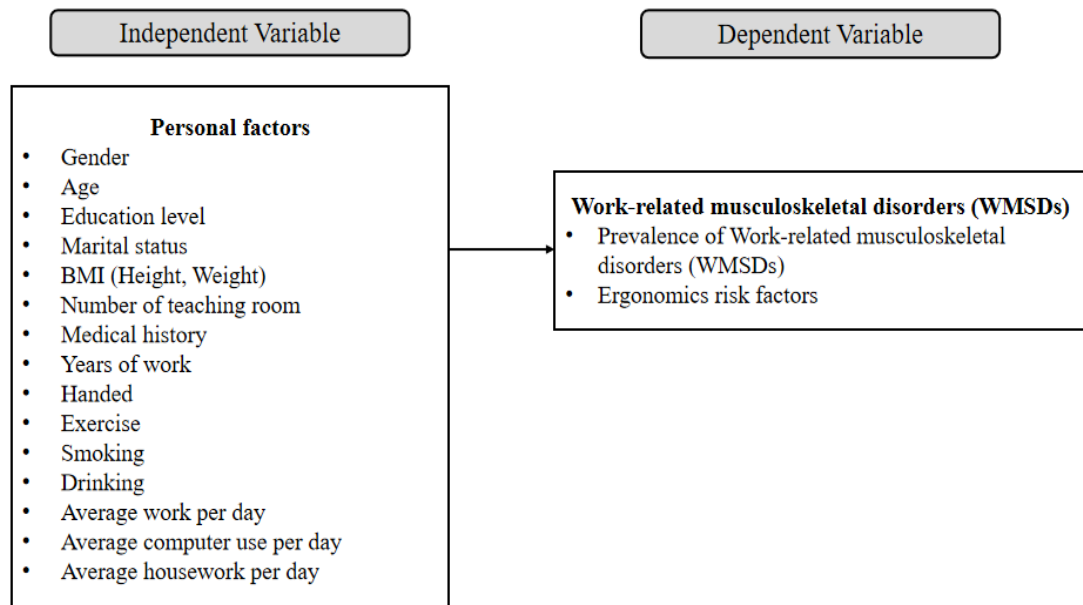 Independent Variable
Dependent Variable
Personal factors
• Gender
• Age
• Education level
• Marital status
• BMI (Height, Weight)
• Number of teaching room
• Medical history
• Years of work
• Handed
• Exercise
• Smoking
• Drinking
• Average work per day
• Average computer use per day
• Average housework per day
Work-related musculoskeletal disorders (WMSDs)
• Prevalence of Work-related musculoskeletal
disorders (WMSDs)
• Ergonomics risk factors